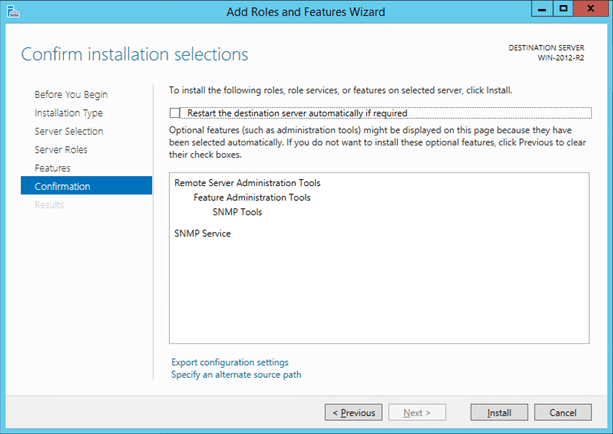 Add Roles and Features Wizard
Confirm installation selections
DESTINATION SERVER
WIN-2012-R2
Before You Begin
Installation Type
Server Selection
Server Roles
Features
Confirmation
Results
To install the following roles, role services, or features on selected server, click Install.
Restart the destination server automatically if required
Optional features (such as administration tools) might be displayed on this page because they have
been selected automatically. If you do not want to install these optional features, click Previous to clear
their check boxes.
Remote Server Administration Tools
Feature Administration Tools
SNMP Tools
SNMP Service
Export configuration settings
Specify an alternate source path
< Previous
Next >
Install
Cancel